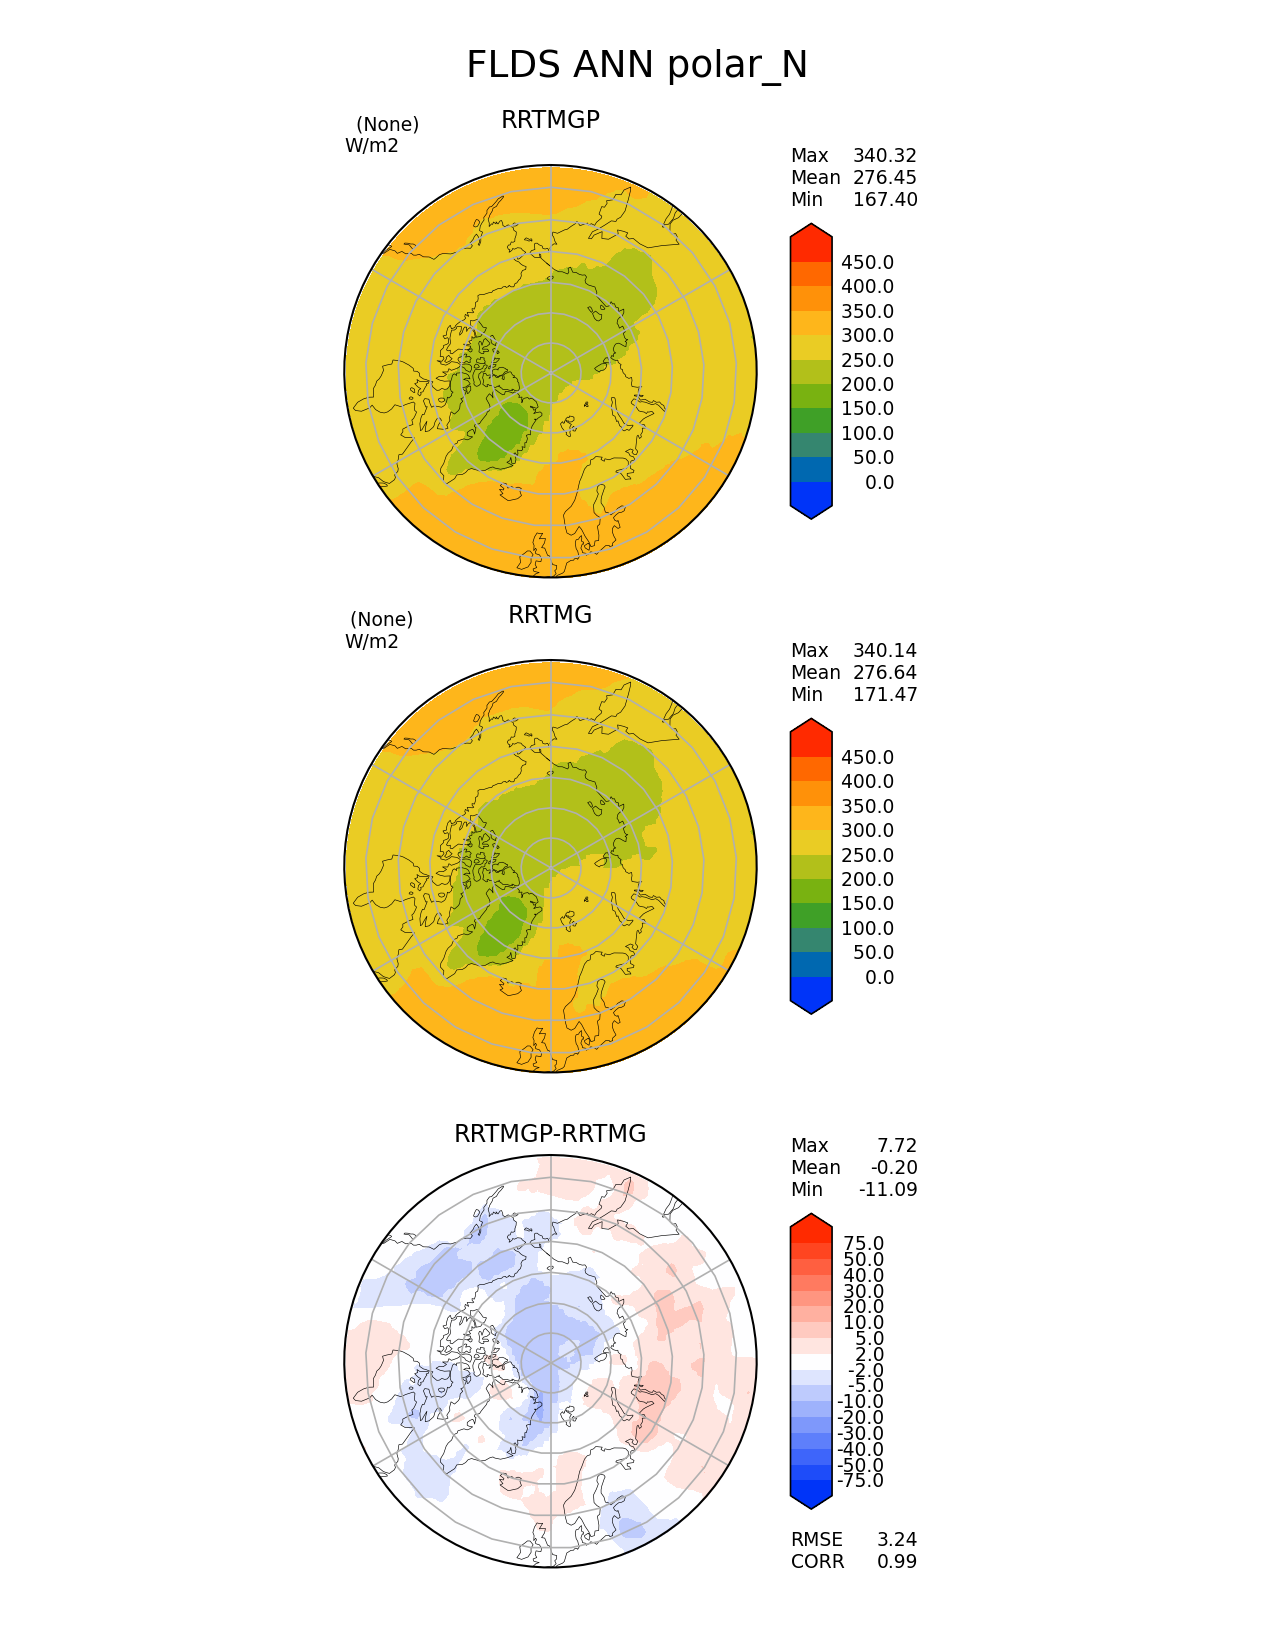 FLDS ANN polar_N
RRTMGP
(None)
W/m2
Max 340.32
Mean 276.45
Min 167.40
450.0
400.0
350.0
300.0
250.0
200.0
150.0
100.0
50.0
0.0
RRTMG
(None)
W/m2
Max 340.14
Mean 276.64
Min 171.47
450.0
400.0
350.0
300.0
250.0
200.0
150.0
100.0
50.0
0.0
RRTMGP-RRTMG
Max 7.72
Mean -0.20
Min -11.09
75.0
50.0
40.0
30.0
20.0
10.0
5.0
2.0
-2.0
-5.0
-10.0
-20.0
-30.0
-40.0
-50.0
-75.0
RMSE 3.24
CORR 0.99